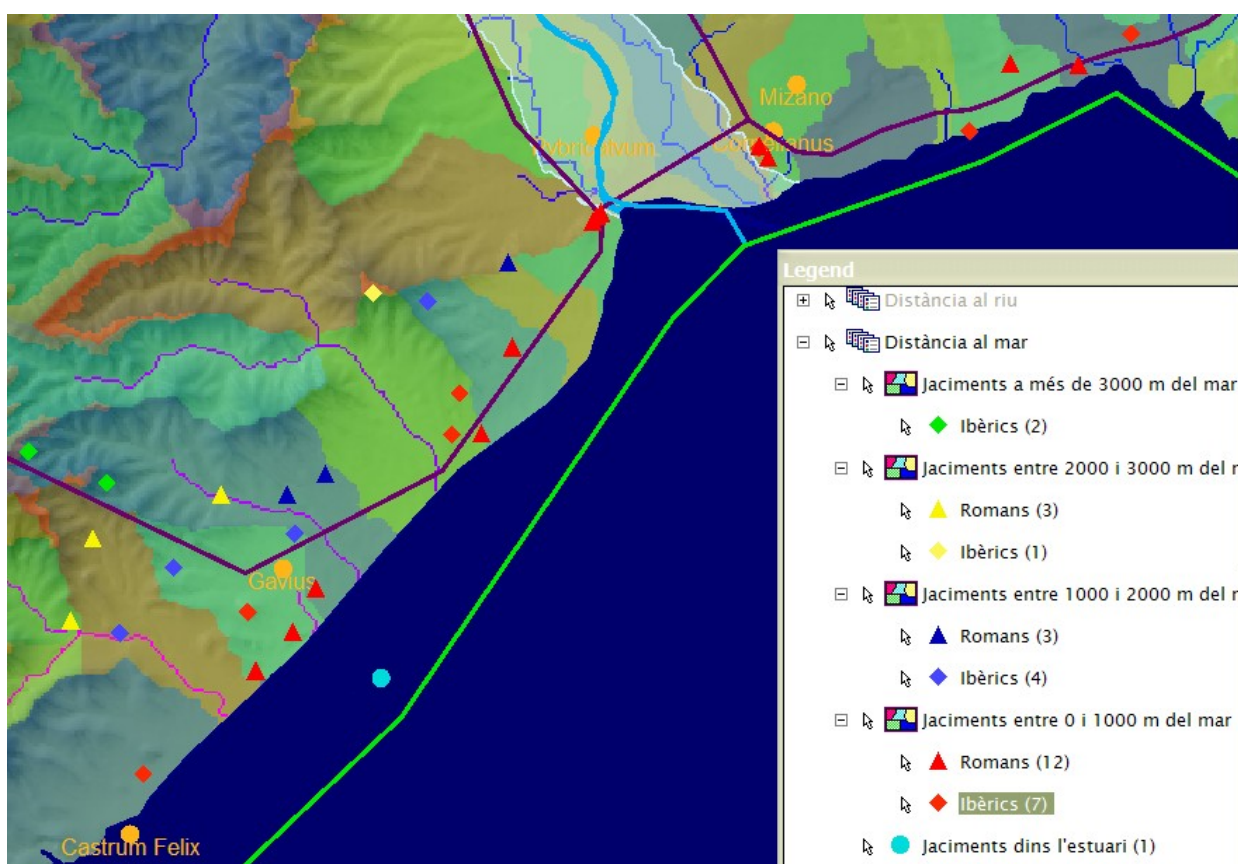 Mizano
Cornelianus
Gavius
Castrum Felix
Legend
Distància al riu
Distància al mar
Jaciments a més de 3000 m del mar
Ibèrics (2)
Jaciments entre 2000 i 3000 m del
Romans (3)
Ibèrics (1)
Jaciments entre 1000 i 2000 m del
Romans (3)
Ibèrics (4)
Jaciments entre 0 i 1000 m del mar
Romans (12)
Ibèrics (7)
Jaciments dins l'estuari (1)